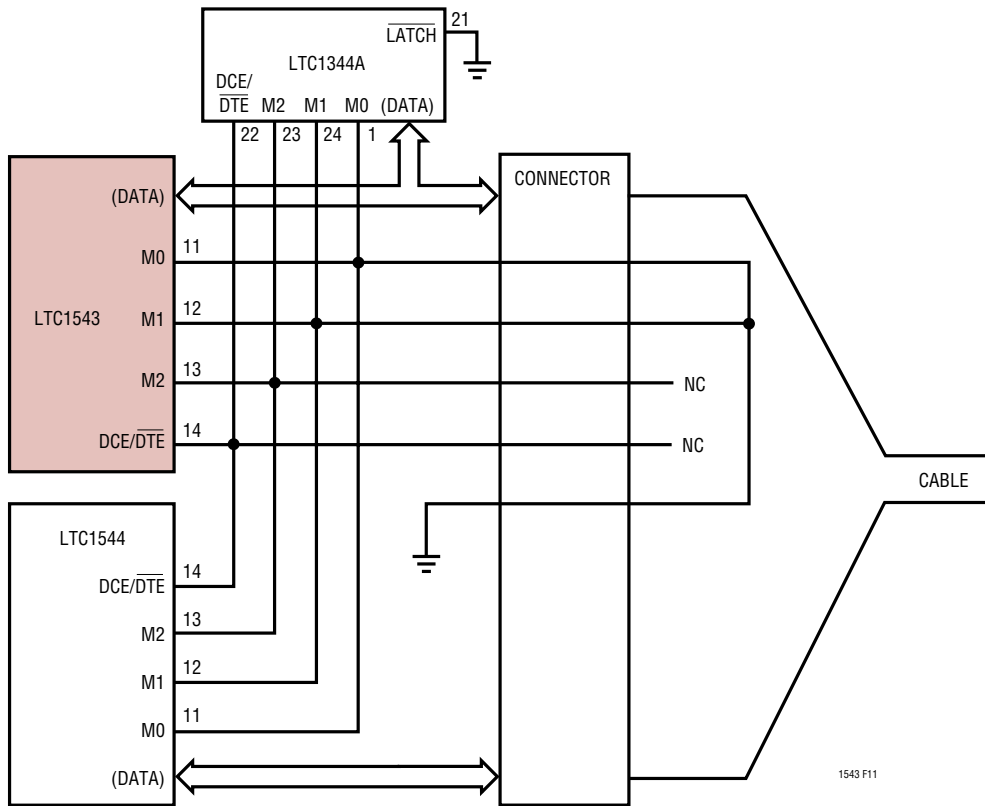 21
LATCH
LTC1344A
DCE/
DTE M2 M1 M0 (DATA)
22 23 24 1
CONNECTOR
(DATA)
M0 11
LTC1543 M1 12
M2 13 NC
DCE/DTE 14 NC
CABLE
LTC1544
DCE/DTE 14
M2 13
M1 12
M0 11
(DATA)
1543 F11